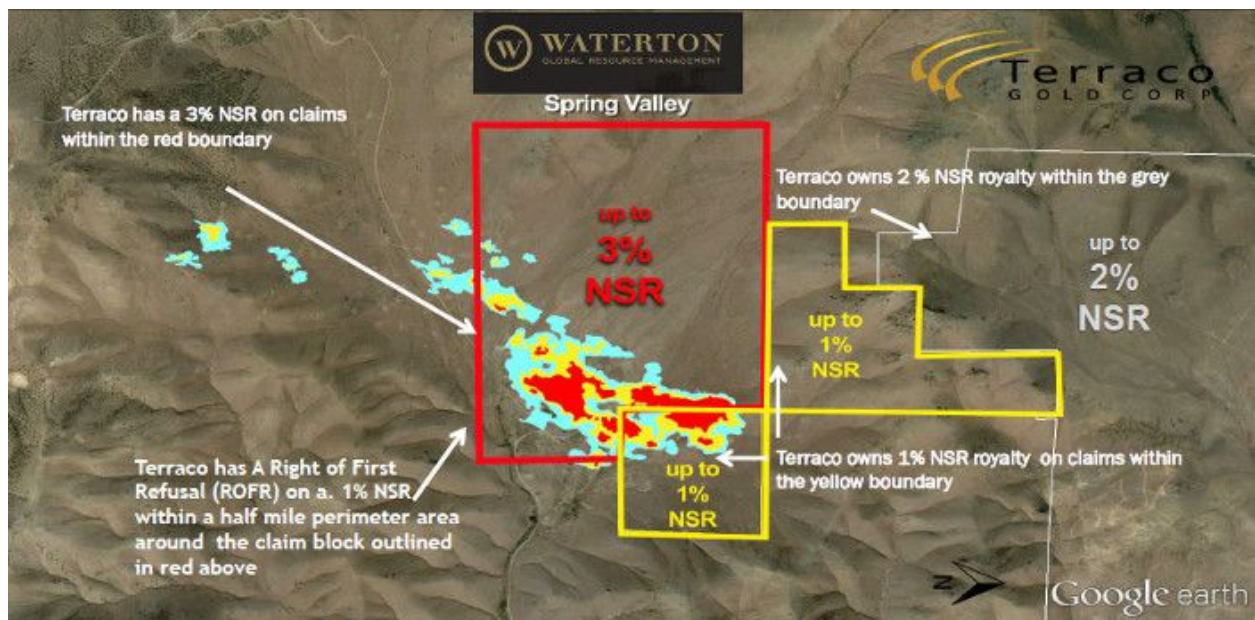 W WATERTON
GLOBAL RESOURCE MANAGEMENT
Spring Valley
Terraco
GOLD CORP
Terraco has a 3% NSR on claims
within the red boundary
Terraco owns 2 % NSR royalty within the grey
boundary
up to
3%
NSR
up to
2%
NSR
up to
1%
NSR
Terraco has A Right of First
Refusal (ROFR) on a. 1% NSR
within a half mile perimeter area
around the claim block outlined
in red above
up to
1%
NSR
Terraco owns 1% NSR royalty on claims within
the yellow boundary
N
Google earth